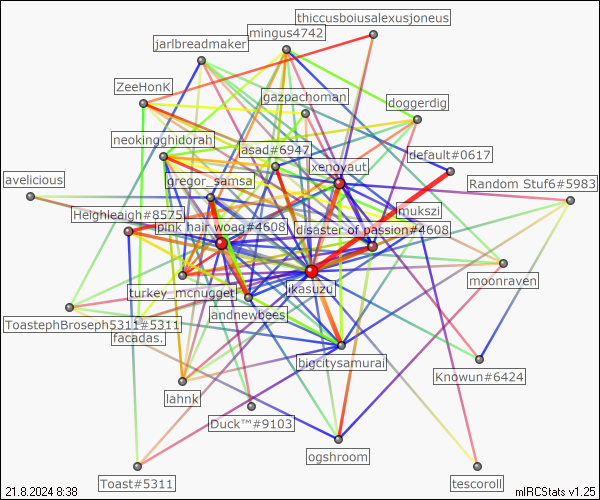 thiccusboiusalexusjoneus
mingus4742
jarlbreadmaker
ZeeHonK
gazpachoman
doggerdig
neokingghidorah
asad#6947
default#0617
xenoyaut
avelicious
gregor_samsa
Random Stuf6#5983
Heighleaigh#8575
mukszi
pink hair woag#4608
disaster of passion#4608
moonraven
turkey_mcnugget
ikasuzu
andnewbees
ToastephBroseph5311#5311
facadas.
bigcitysamurai
Knowun#6424
lahnk
Duck™#9103
ogshroom
Toast#5311
tescoroll
21.8.2024 8:38
mIRCStats v1.25